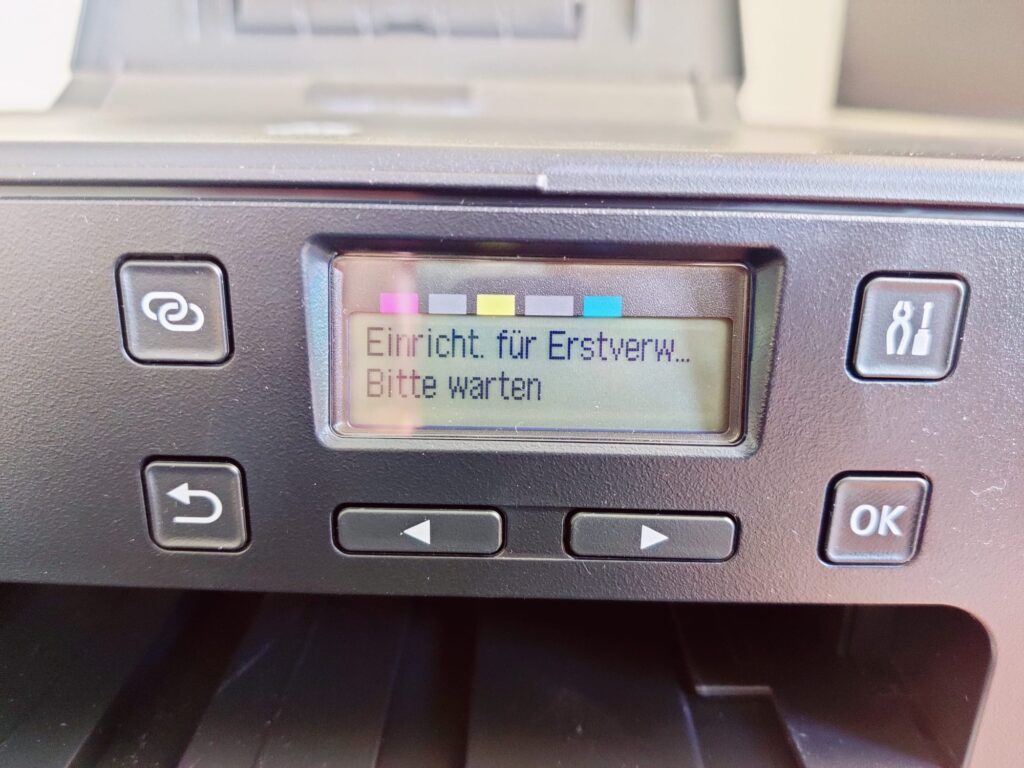 Einricht. für Erstverw...
Bitte warten
OK